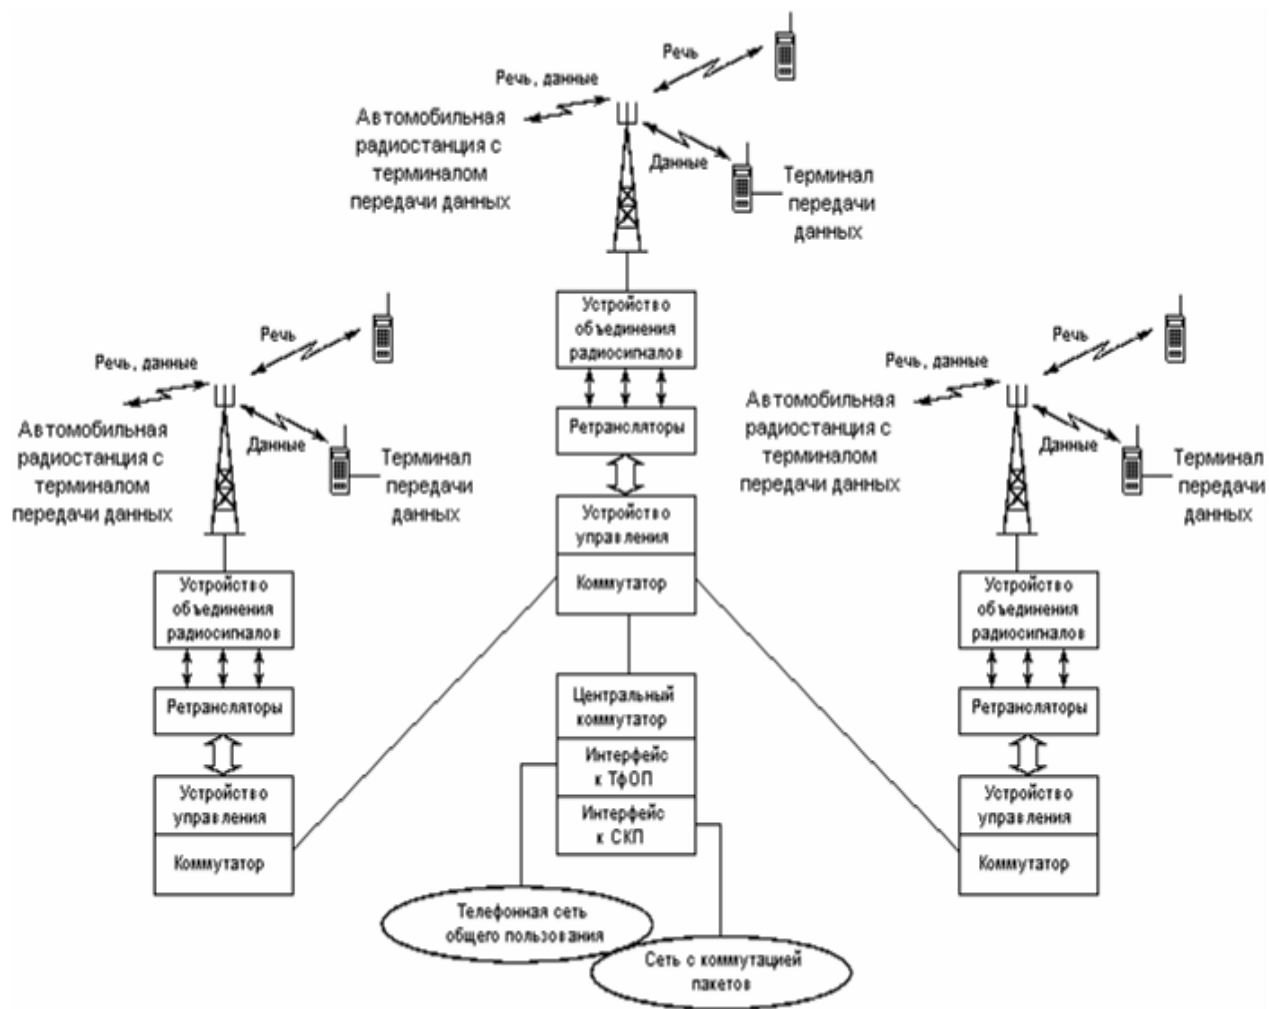 Речь
Речь, данные
Автомобильная
радиостанция с
терминалом
передачи данных
Данные
Терминал
передачи
данных
Устройство
объединения
радиосигналов
Ретрансляторы
Устройство
управления
Коммутатор
Речь
Речь, данные
Автомобильная
радиостанция с
терминалом
передачи данных
Данные
Терминал
передачи
данных
Устройство
объединения
радиосигналов
Ретрансляторы
Устройство
управления
Коммутатор
Речь
Речь, данные
Автомобильная
радиостанция с
терминалом
передачи данных
Данные
Терминал
передачи
данных
Устройство
объединения
радиосигналов
Ретрансляторы
Устройство
управления
Коммутатор
Центральный
коммутатор
Интерфейс
к ТфОП
Интерфейс
к СКП
Телефонная сеть
общего пользования
Сеть с коммутацией
пакетов